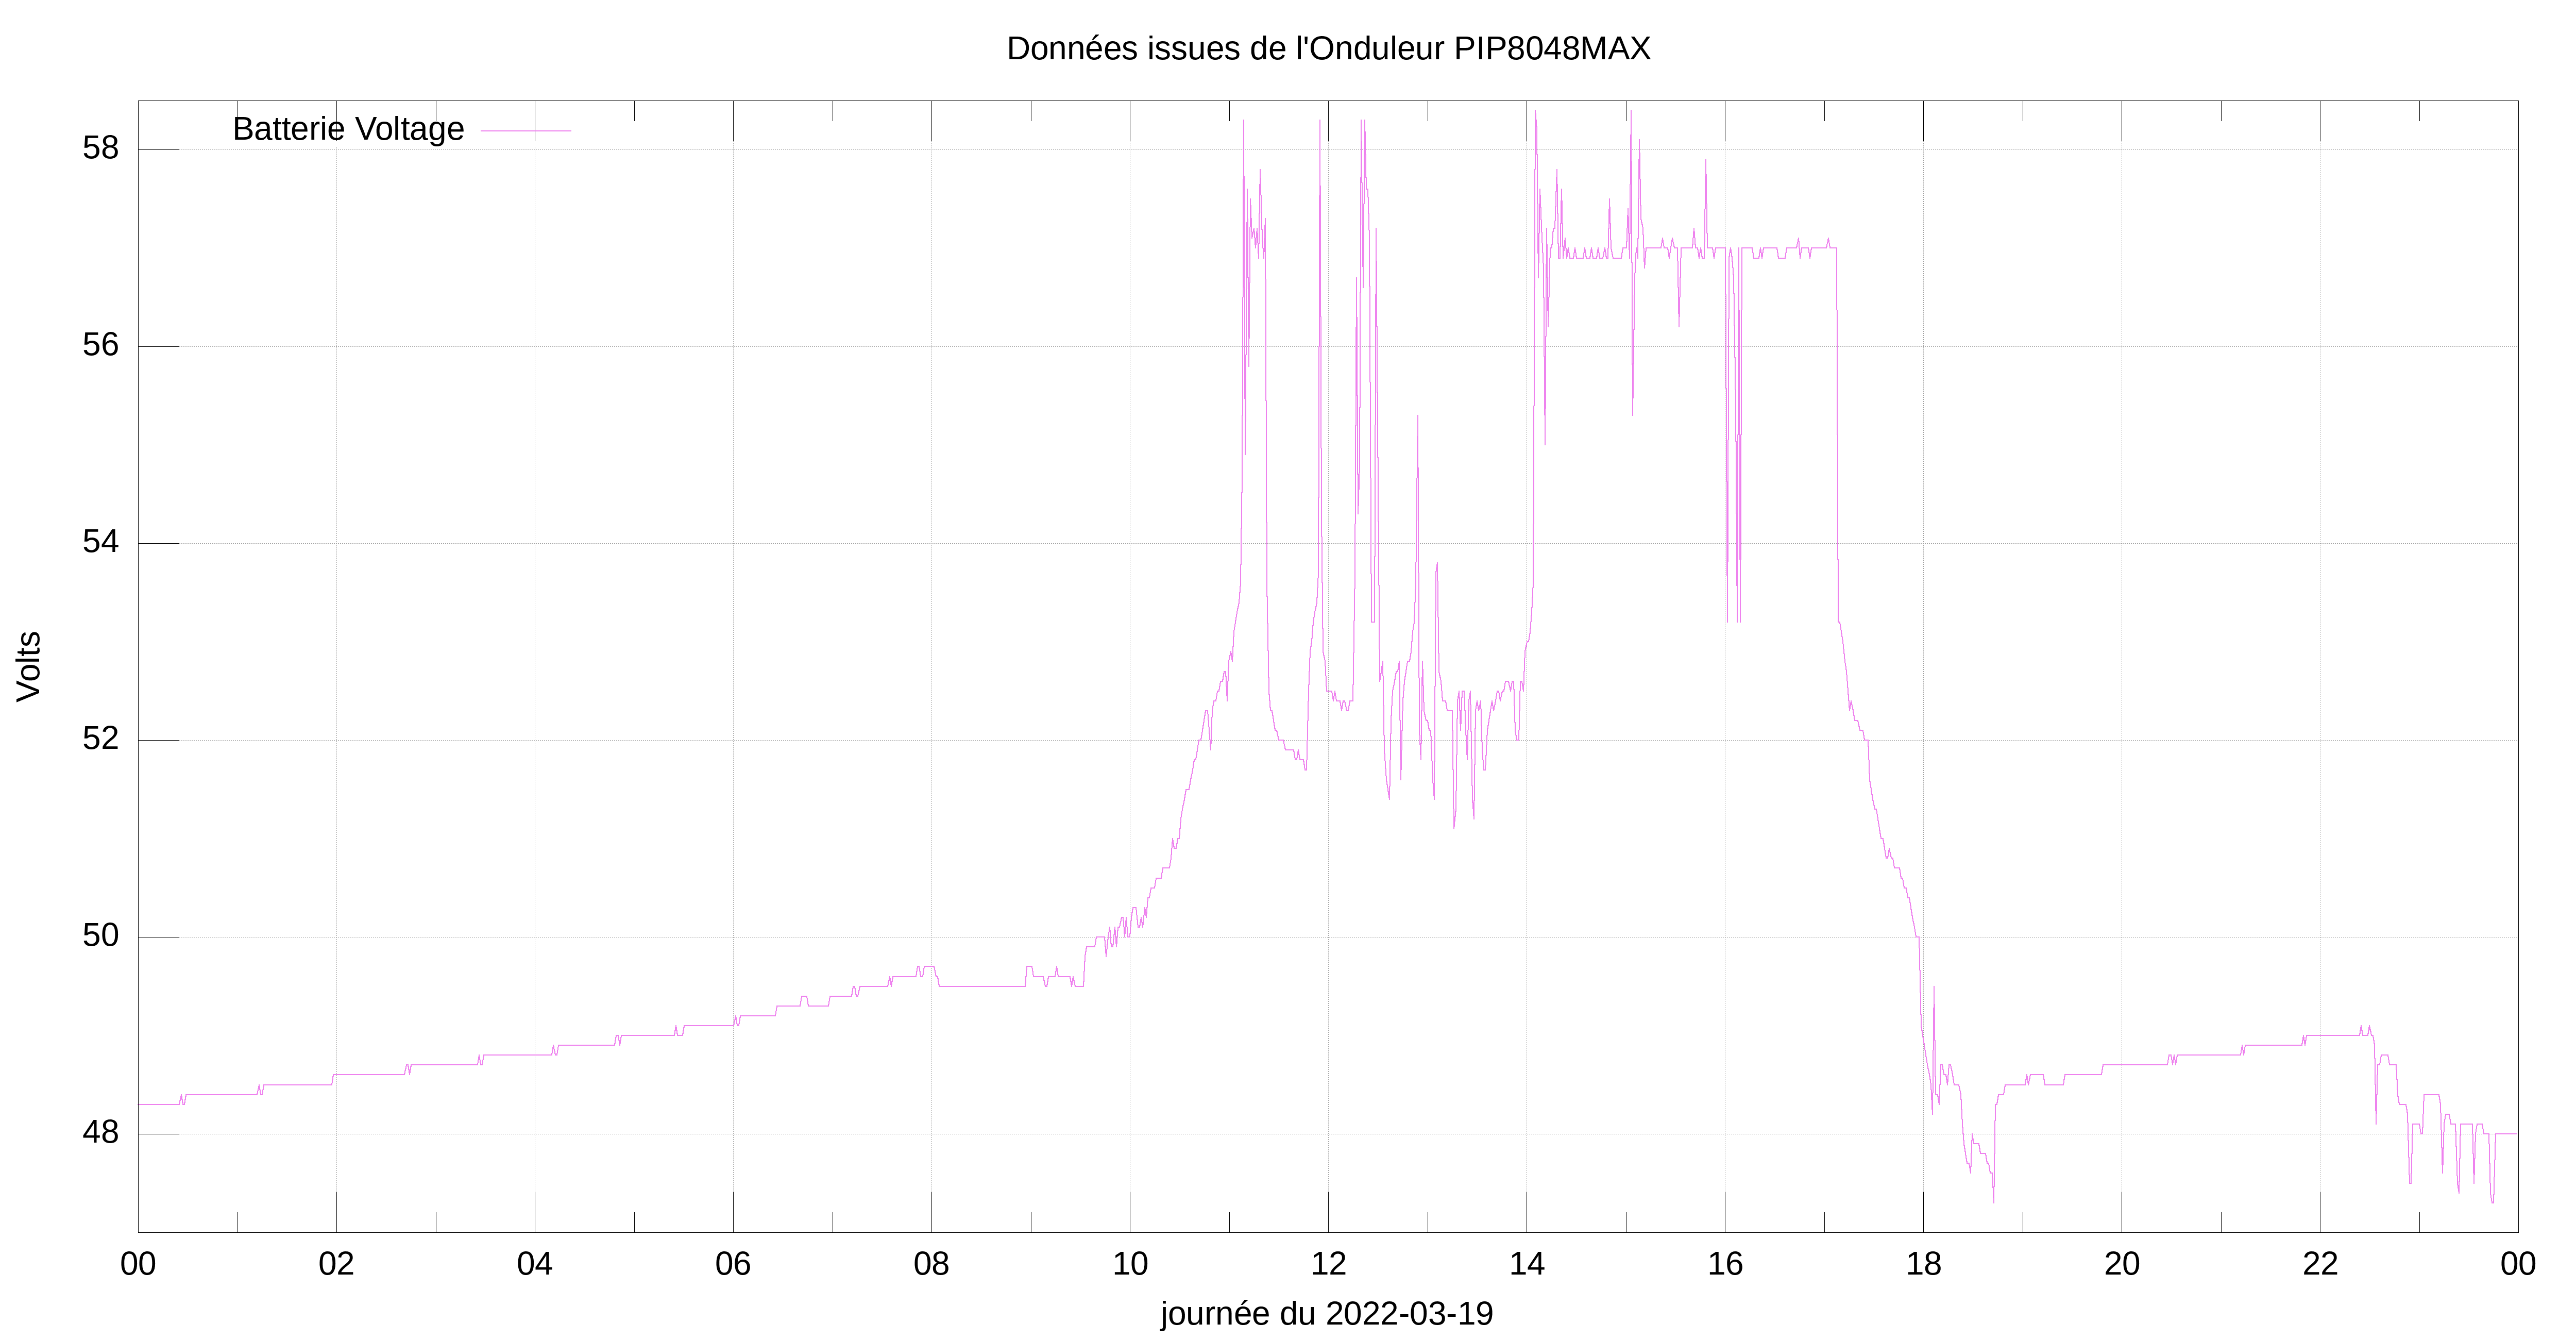 Données issues de l'Onduleur PIP8048MAX
Batterie Voltage
58
56
54
52
50
48
Volts
00 02 04 06 08 10 12 14 16 18 20 22 00
journée du 2022-03-19